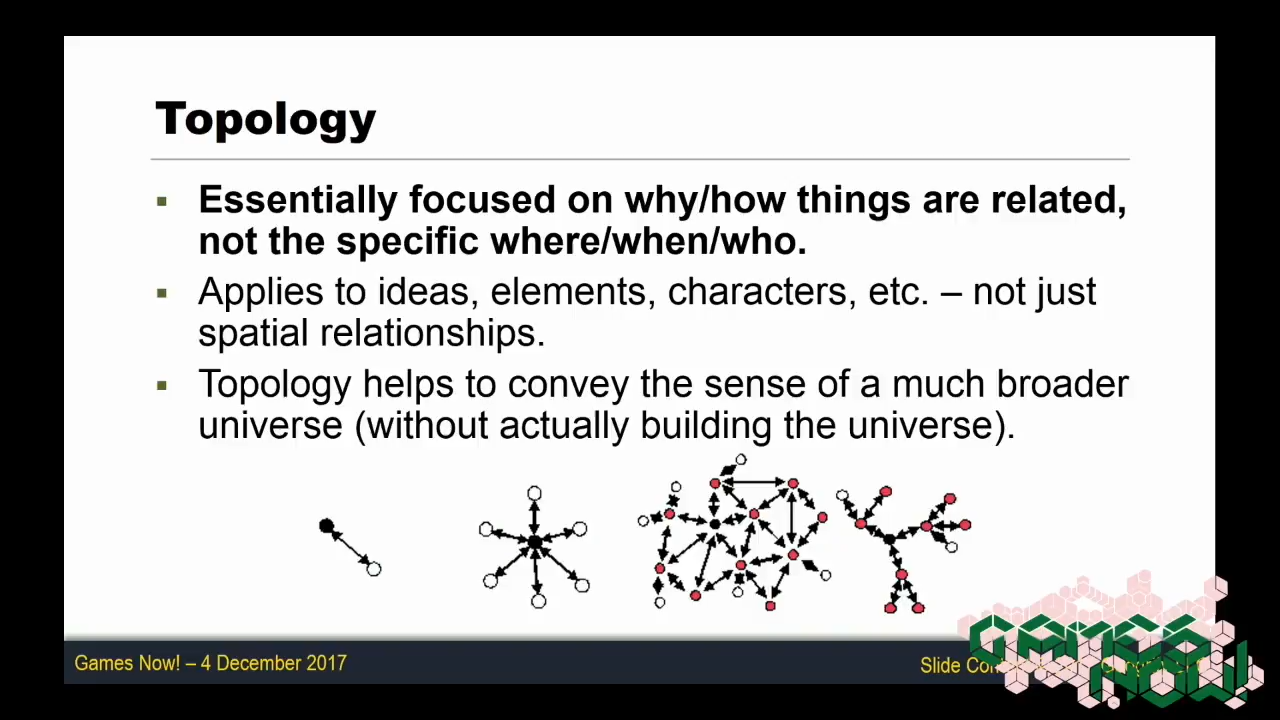 Topology
Essentially focused on why/how things are related,
not the specific where/when/who.
Applies to ideas, elements, characters, etc. – not just
spatial relationships.
Topology helps to convey the sense of a much broader
universe (without actually building the universe).
Games Now! – 4 December 2017
Slide
GAMES
NOW!